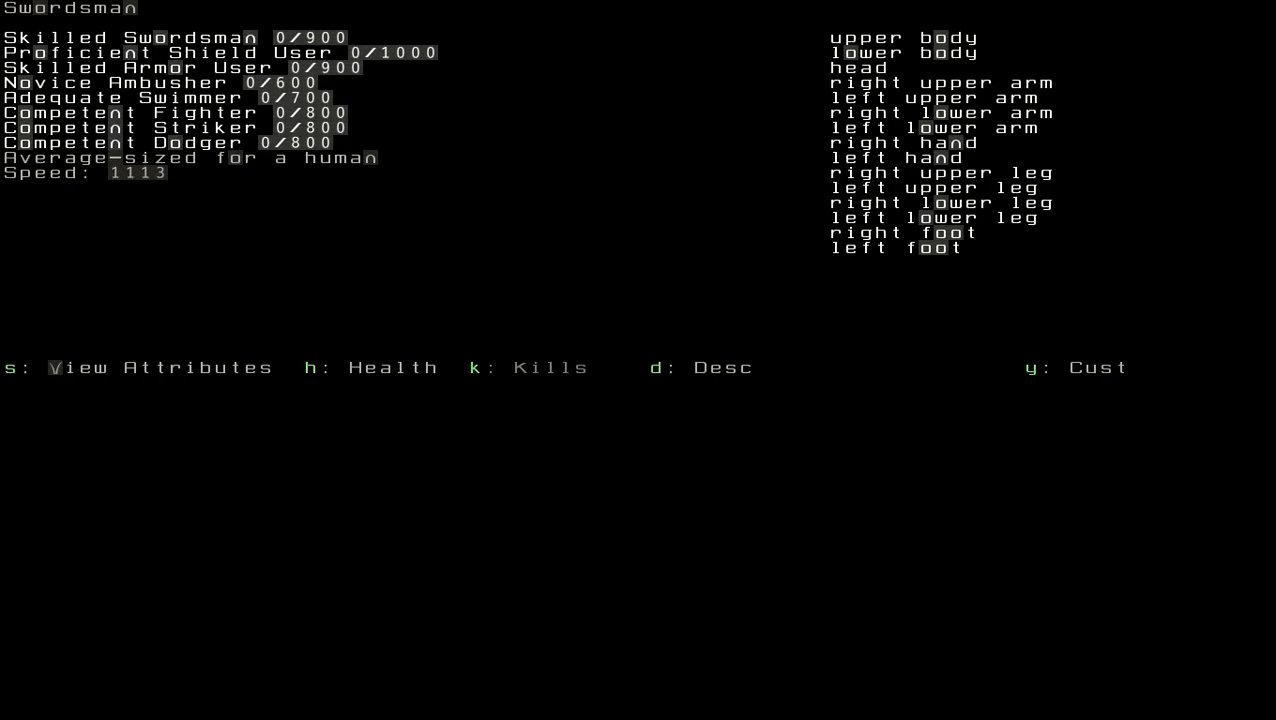 Swordsman
Skilled Swordsman 0/900
Proficient Shield User 0/1000
Skilled Armor User 0/900
Novice Ambusher 0/600
Adequate Swimmer 0/700
Competent Fighter 0/800
Competent Striker 0/800
Competent Dodger 0/800
Average-sized for a human
Speed: 1113
upper body
lower body
head
right upper arm
left upper arm
right lower arm
left lower arm
right hand
left hand
right upper leg
left upper leg
right lower leg
left lower leg
right foot
left foot
s: View Attributes h: Health k: Kills d: Desc y: Cust